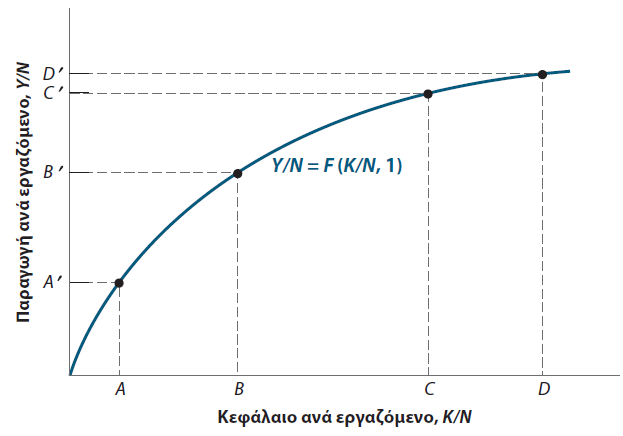 Παραγωγή ανά εργαζόμενο, Y/N
D′
C′
B′
A′
Y/N = F (K/N, 1)
A B C D
Κεφάλαιο ανά εργαζόμενο, K/N